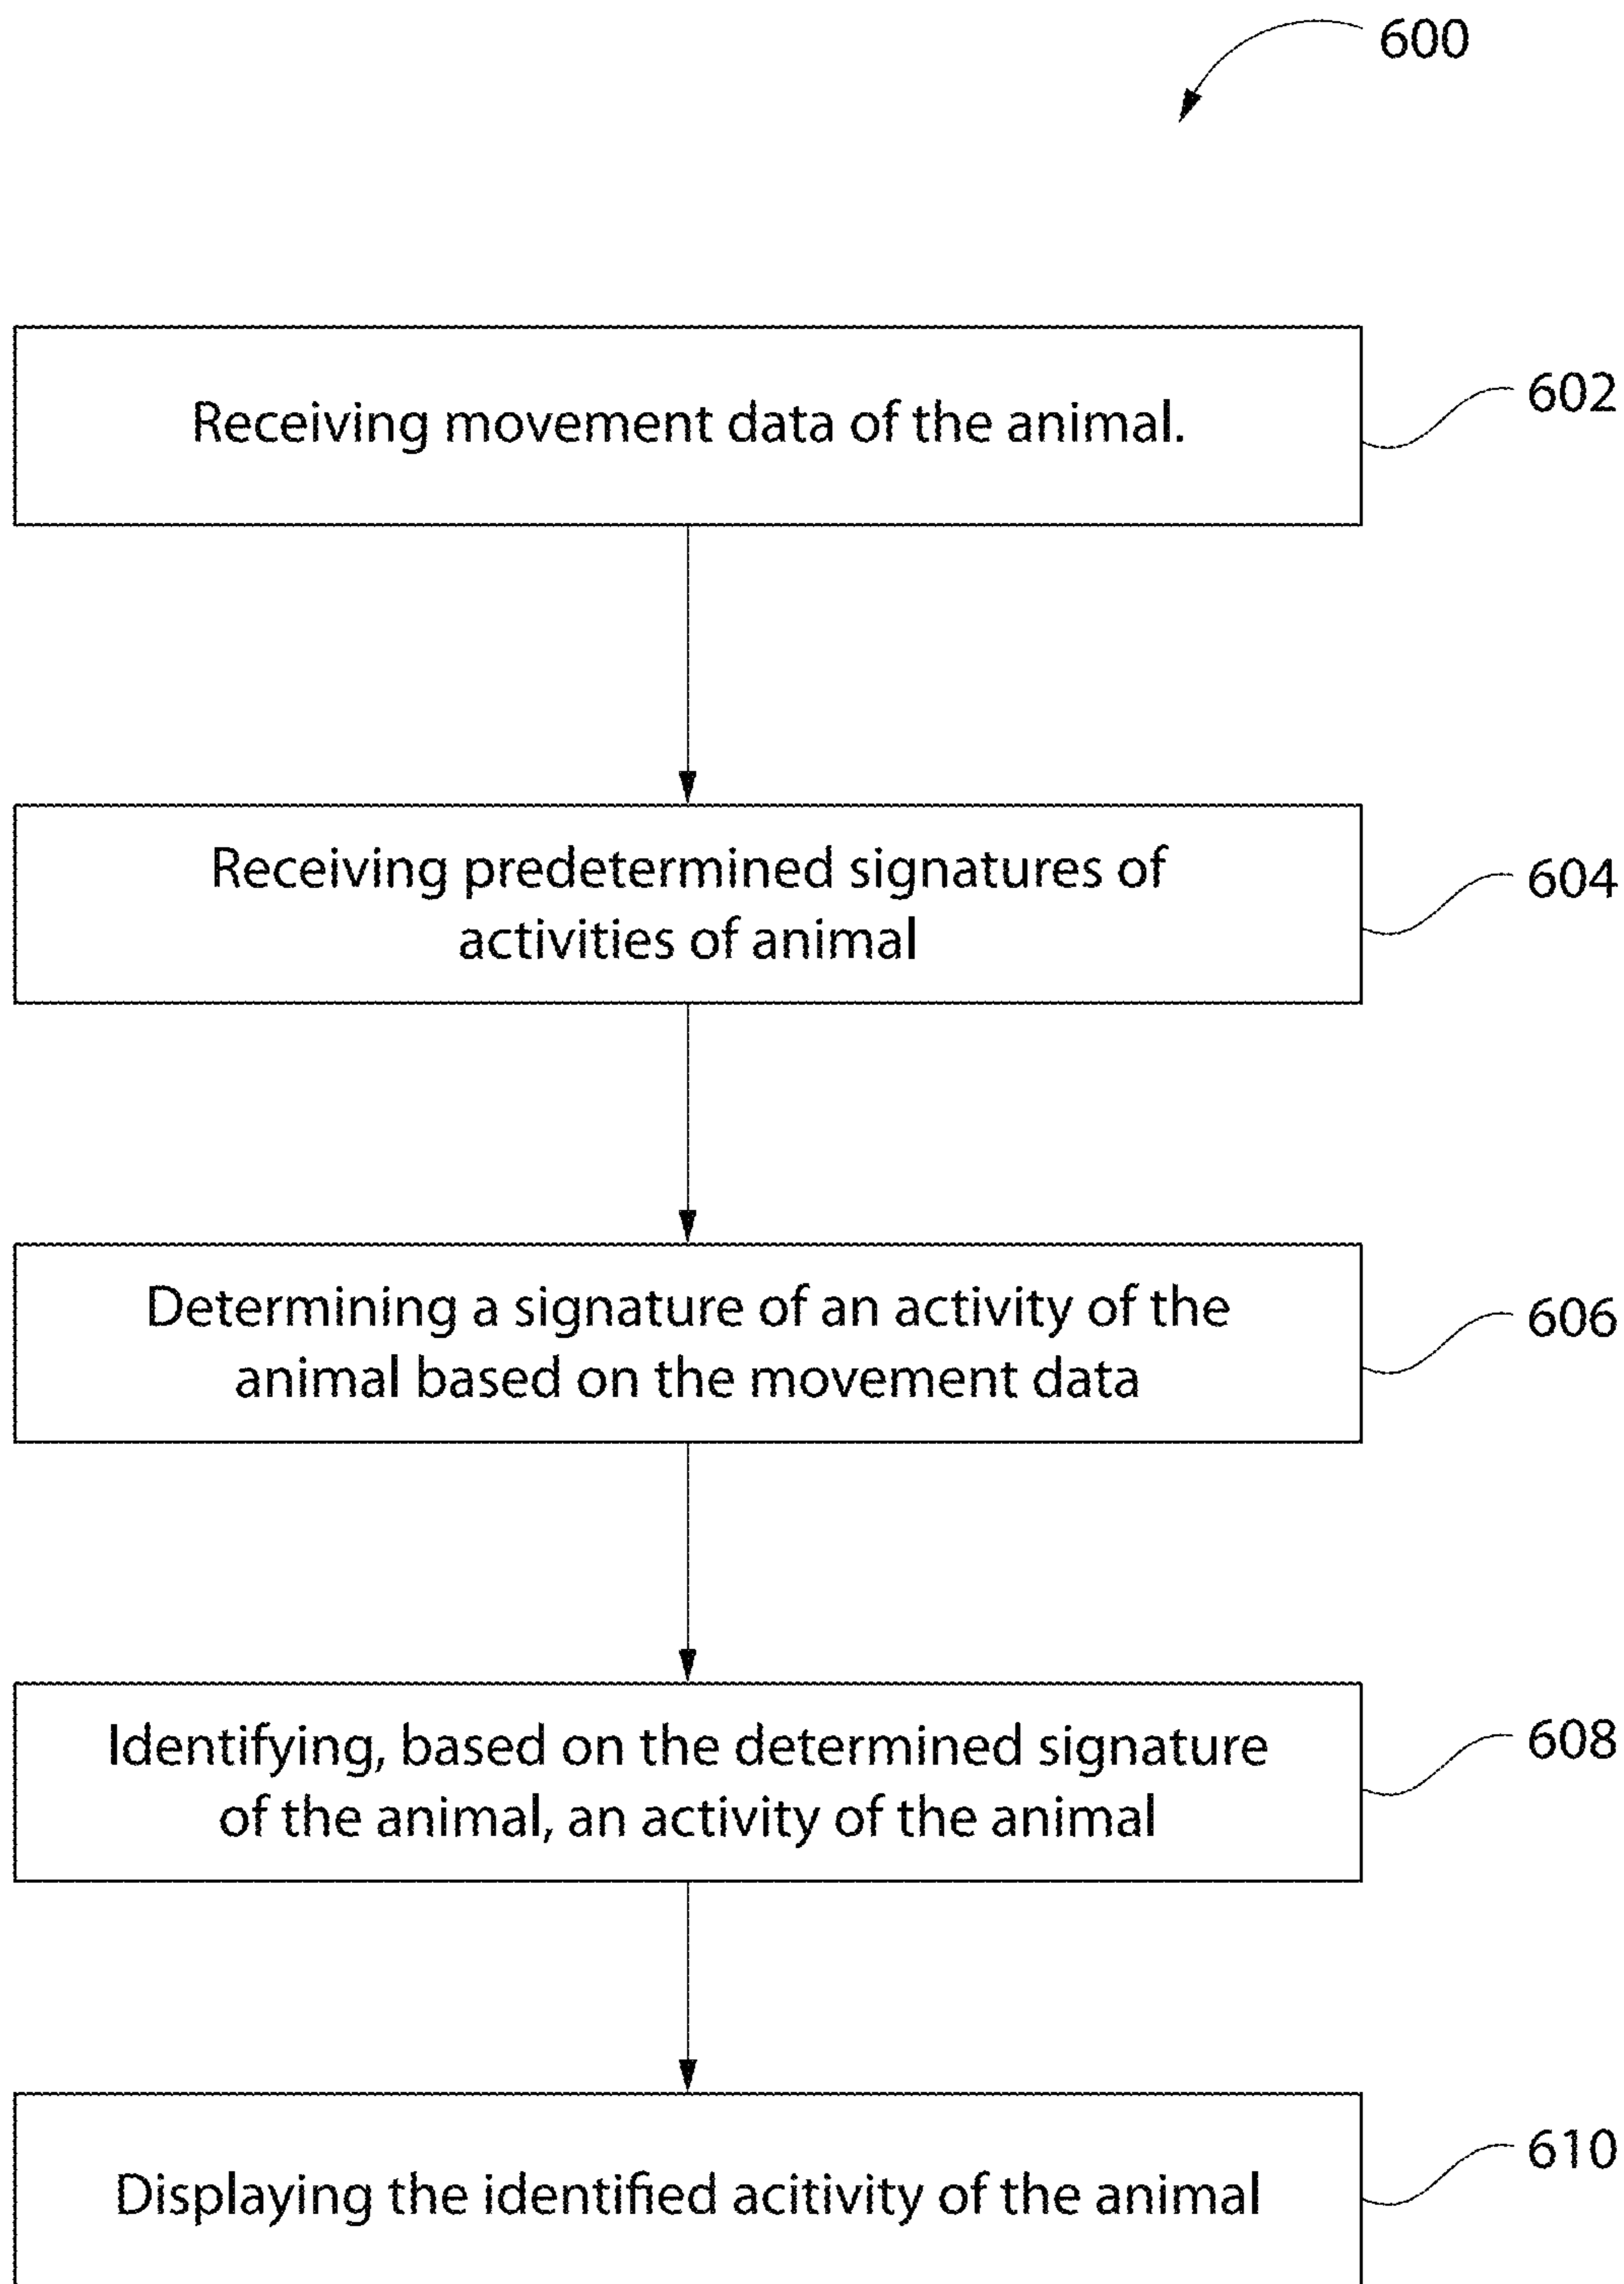 600
Receiving movement data of the animal.
602
Receiving predetermined signatures of
activities of animal
604
Determining a signature of an activity of the
animal based on the movement data
606
Identifying, based on the determined signature
of the animal, an activity of the animal
608
Displaying the identified acitivity of the animal
610